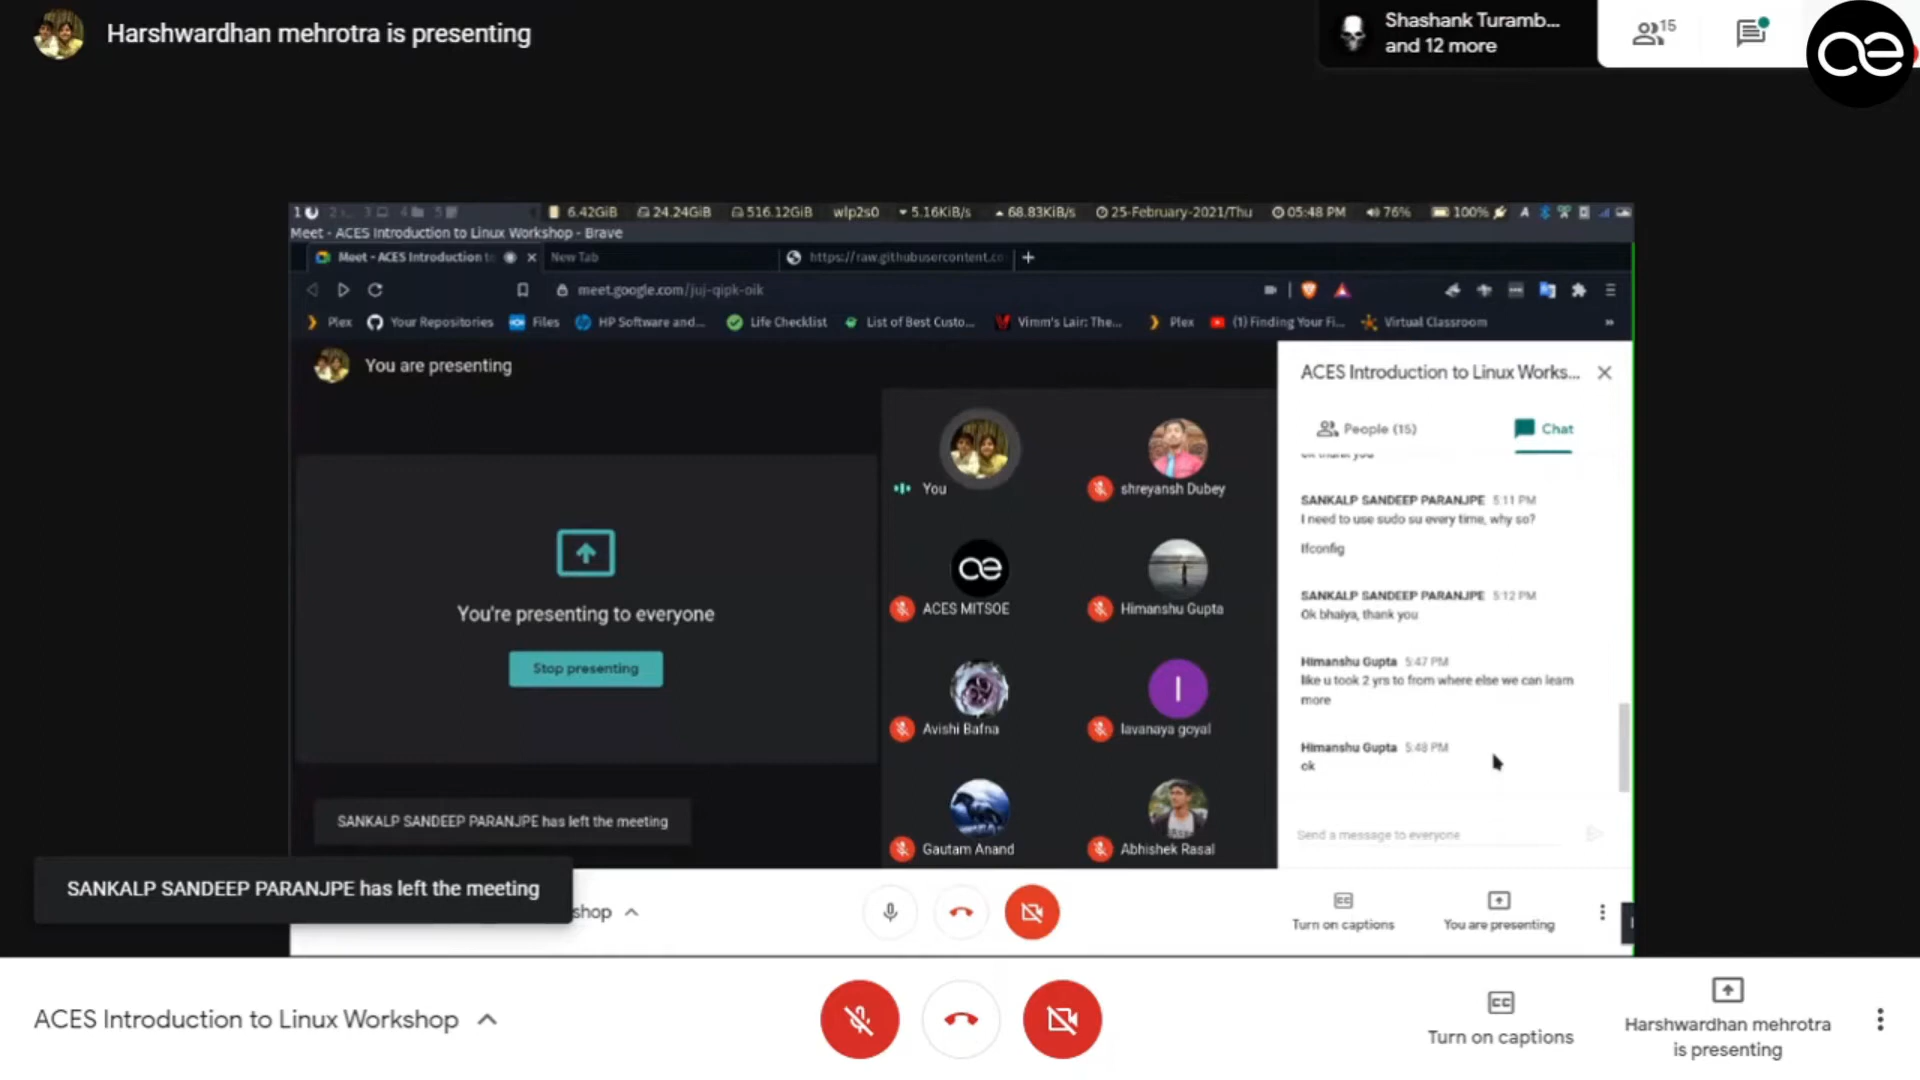 Harshwardhan mehrotra is presenting
Shashank Turamb...
and 12 more
15
œ
1 2 3 4 5 6.42GiB 24.24GiB 516.12GiB wlp2s0 5.16KiB/s 68.83KiB/s 25-February-2021/Thu 05:48 PM 76% 100% A
Meet - ACES Introduction to Linux Workshop - Brave
Meet - ACES Introduction to New Tab https://raw.githubusercontent.co
meet.google.com/juj-qipk-oik
Plex Your Repositories Files HP Software and... Life Checklist List of Best Custo... Vimm's Lair: The... Plex (1) Finding Your Fi... Virtual Classroom »
You are presenting
You're presenting to everyone
Stop presenting
SANKALP SANDEEP PARANJPE has left the meeting
You
shreyansh Dubey
œ
ACES MITSOE
Himanshu Gupta
Avishi Bafna
l
lavanaya goyal
Gautam Anand
Abhishek Rasal
ACES Introduction to Linux Works...
People (15) Chat
ok thank you
SANKALP SANDEEP PARANJPE 5:11 PM
I need to use sudo su every time, why so?
Ifconfig
SANKALP SANDEEP PARANJPE 5:12 PM
Ok bhaiya, thank you
Himanshu Gupta 5:47 PM
like u took 2 yrs to from where else we can learn
more
Himanshu Gupta 5:48 PM
ok
Send a message to everyone
SANKALP SANDEEP PARANJPE has left the meeting
shop
Turn on captions
You are presenting
ACES Introduction to Linux Workshop
Turn on captions
Harshwardhan mehrotra
is presenting